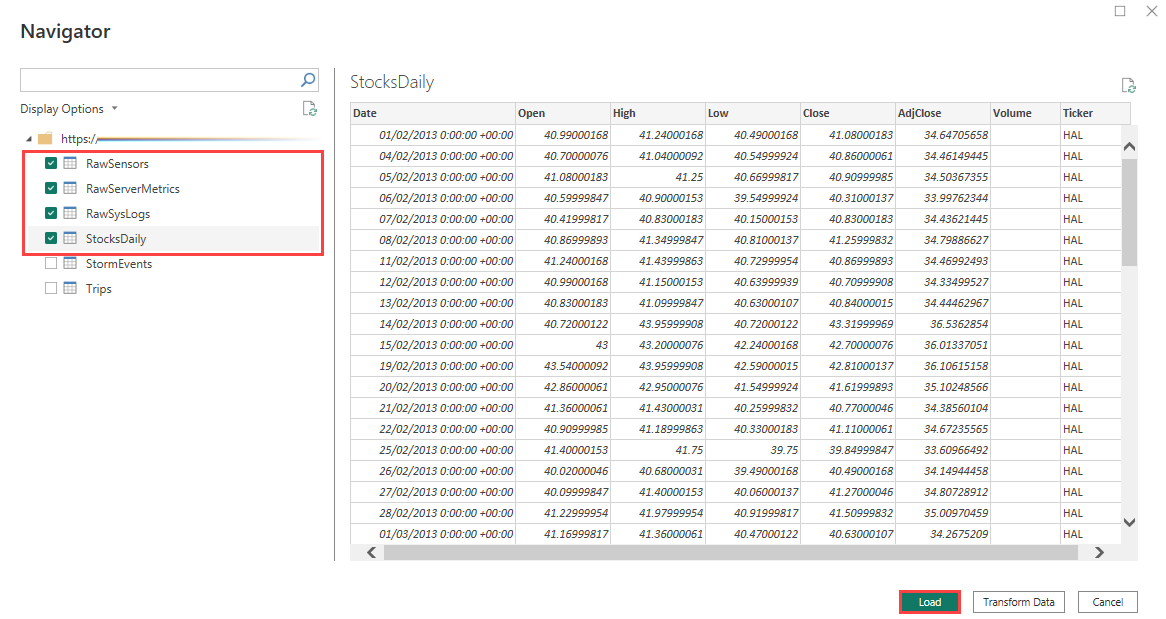 Navigator
Display Options
https:/
RawSensors
RawServerMetrics
RawSysLogs
StocksDaily
StormEvents
Trips
StocksDaily
Date Open High Low Close AdjClose Volume Ticker
01/02/2013 0:00:00 +00:00 40.99000168 41.24000168 40.49000168 41.08000183 34.64705658 HAL
04/02/2013 0:00:00 +00:00 40.70000076 41.04000092 40.54999924 40.86000061 34.46149445 HAL
05/02/2013 0:00:00 +00:00 41.08000183 41.25 40.66999817 40.90999985 34.50367355 HAL
06/02/2013 0:00:00 +00:00 40.59999847 40.90000153 39.54999924 40.31000137 33.99762344 HAL
07/02/2013 0:00:00 +00:00 40.41999817 40.83000183 40.15000153 40.83000183 34.43621445 HAL
08/02/2013 0:00:00 +00:00 40.86999893 41.34999847 40.81000137 41.25999832 34.79886627 HAL
11/02/2013 0:00:00 +00:00 41.24000168 41.43999863 40.72999954 40.86999893 34.46992493 HAL
12/02/2013 0:00:00 +00:00 40.99000168 41.15000153 40.63999939 40.70999908 34.33499527 HAL
13/02/2013 0:00:00 +00:00 40.83000183 41.09999847 40.63000107 40.84000015 34.44462967 HAL
14/02/2013 0:00:00 +00:00 40.72000122 43.95999908 40.72000122 43.31999969 36.5362854 HAL
15/02/2013 0:00:00 +00:00 43 43.20000076 42.24000168 42.70000076 36.01337051 HAL
19/02/2013 0:00:00 +00:00 43.54000092 43.95999908 42.59000015 42.81000137 36.10615158 HAL
20/02/2013 0:00:00 +00:00 42.86000061 42.95000076 41.54999924 41.61999893 35.10248566 HAL
21/02/2013 0:00:00 +00:00 41.36000061 41.43000031 40.25999832 40.77000046 34.38560104 HAL
22/02/2013 0:00:00 +00:00 40.90999985 41.18999863 40.33000183 41.11000061 34.67235565 HAL
25/02/2013 0:00:00 +00:00 41.40000153 41.75 39.75 39.84999847 33.60966492 HAL
26/02/2013 0:00:00 +00:00 40.02000046 40.68000031 39.49000168 40.49000168 34.14944458 HAL
27/02/2013 0:00:00 +00:00 40.09999847 41.40000153 40.06000137 41.27000046 34.80728912 HAL
28/02/2013 0:00:00 +00:00 41.22999954 41.97999954 40.91999817 41.50999832 35.00970459 HAL
01/03/2013 0:00:00 +00:00 41.16999817 41.36000061 40.47000122 40.63000107 34.2675209 HAL
Load Transform Data Cancel